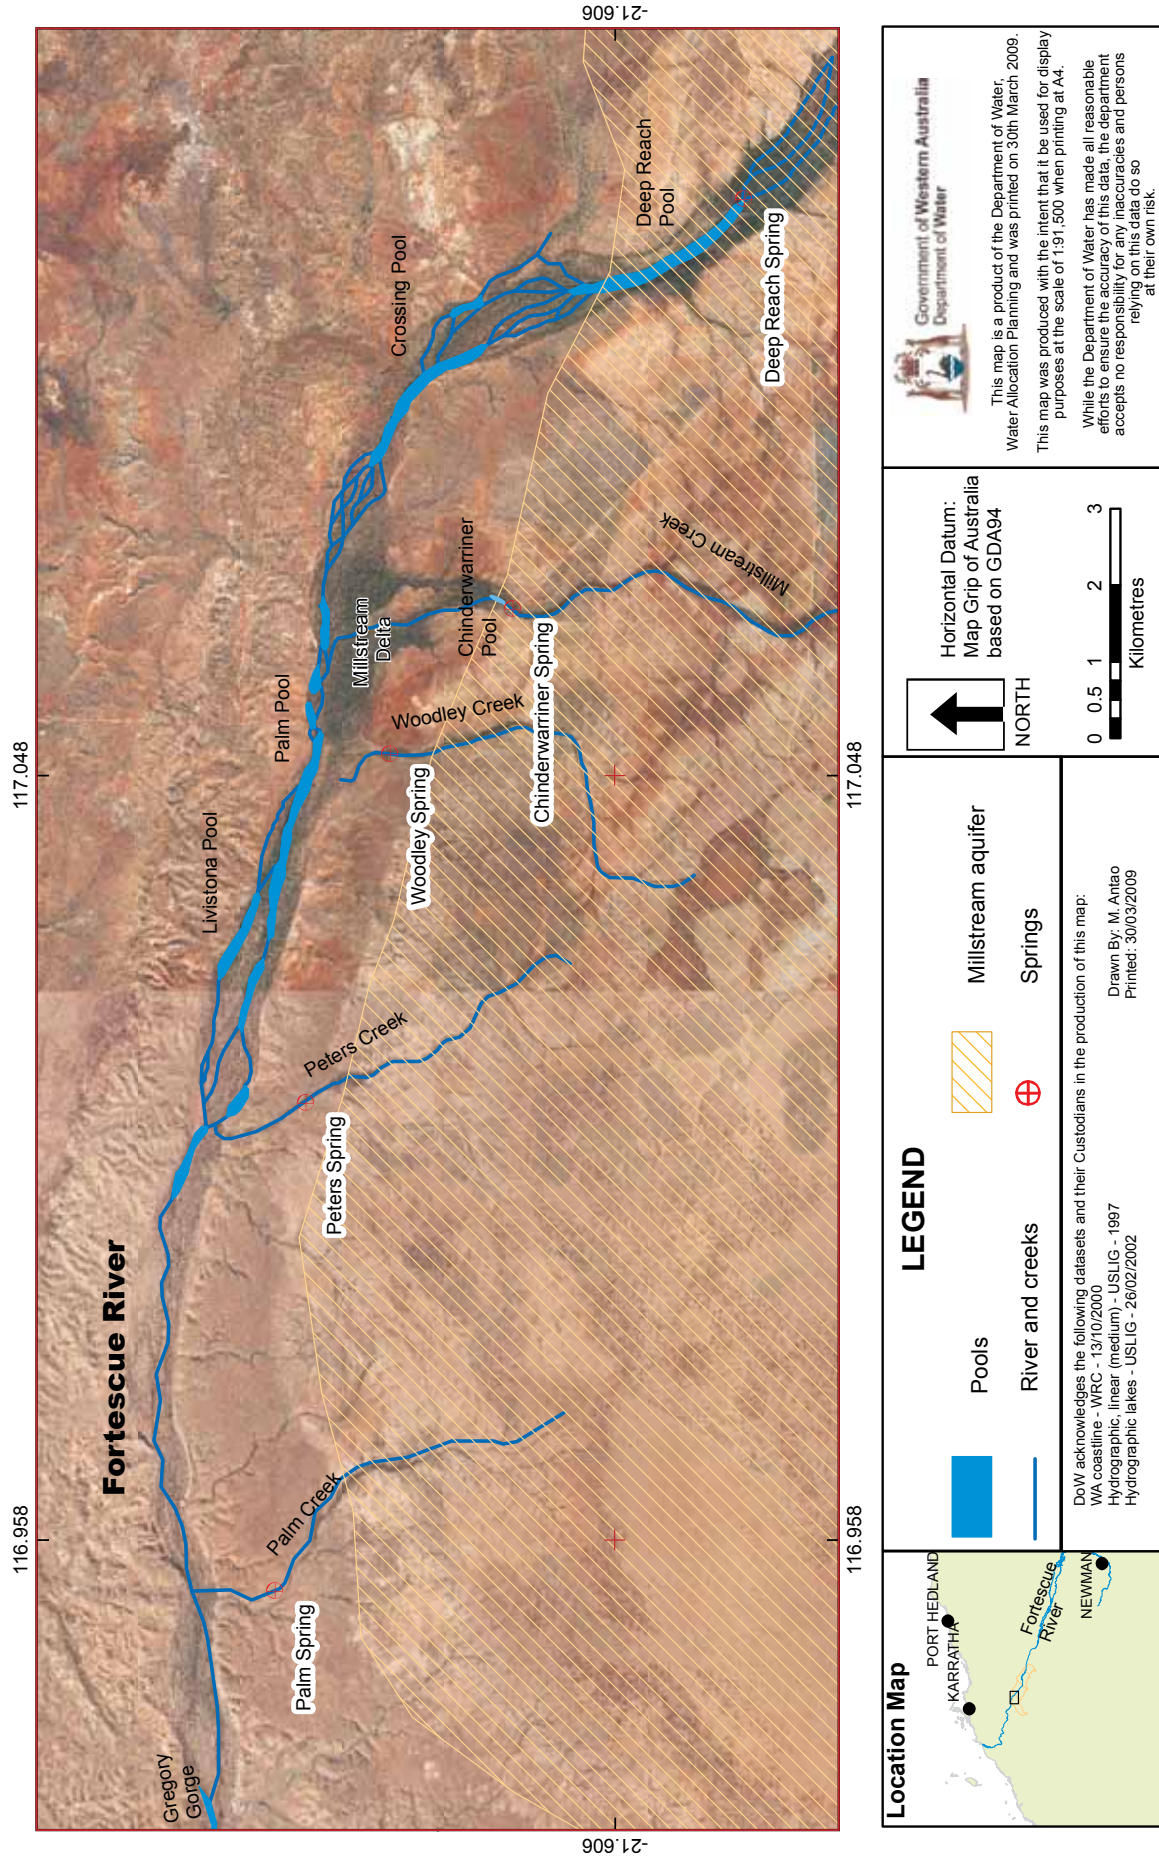 117.048
116.958
-21.606
-21.606
Fortescue River
Gregory
Gorge
Palm Spring
Palm Creek
Peters Spring
Peters Creek
Livistona Pool
Palm Pool
Woodley Spring
Woodley Creek
Millstream
Delta
Chinderwarriner
Pool
Chinderwarriner Spring
Millstream Creek
Crossing Pool
Deep Reach
Pool
Deep Reach Spring
117.048
116.958
Location Map
PORT HEDLAND
KARRATHA
Fortescue
River
NEWMAN
LEGEND
Pools
Millstream aquifer
River and creeks
Springs
DoW acknowledges the following datasets and their Custodians in the production of this map:
WA coastline - WRC - 13/10/2000
Hydrographic, linear (medium) - USLIG - 1997
Hydrographic lakes - USLIG - 26/02/2002
Drawn By: M. Antao
Printed: 30/03/2009
NORTH
Horizontal Datum:
Map Grip of Australia
based on GDA94
0 0.5 1 2 3
Kilometres
Government of Western Australia
Department of Water
This map is a product of the Department of Water,
Water Allocation Planning and was printed on 30th March 2009.
This map was produced with the intent that it be used for display
purposes at the scale of 1:91,500 when printing at A4.
While the Department of Water has made all reasonable
efforts to ensure the accuracy of this data, the department
accepts no responsibility for any inaccuracies and persons
relying on this data do so
at their own risk.